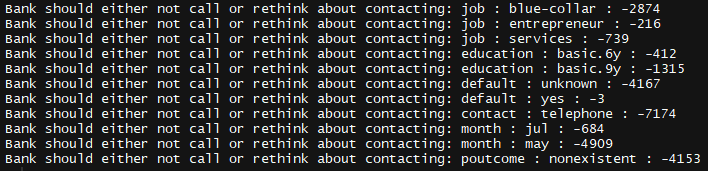 Bank should either not call or rethink about contacting: job : blue-collar : -2874
Bank should either not call or rethink about contacting: job : entrepreneur : -216
Bank should either not call or rethink about contacting: job : services : -739
Bank should either not call or rethink about contacting: education : basic.6y : -412
Bank should either not call or rethink about contacting: education : basic.9y : -1315
Bank should either not call or rethink about contacting: default : unknown : -4167
Bank should either not call or rethink about contacting: default : yes : -3
Bank should either not call or rethink about contacting: contact : telephone : -7174
Bank should either not call or rethink about contacting: month : jul : -684
Bank should either not call or rethink about contacting: month : may : -4909
Bank should either not call or rethink about contacting: poutcome : nonexistent : -4153